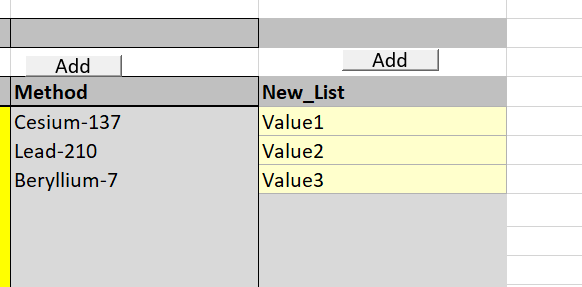 Add
Add
Method New_List
Cesium-137 Value1
Lead-210 Value2
Beryllium-7 Value3